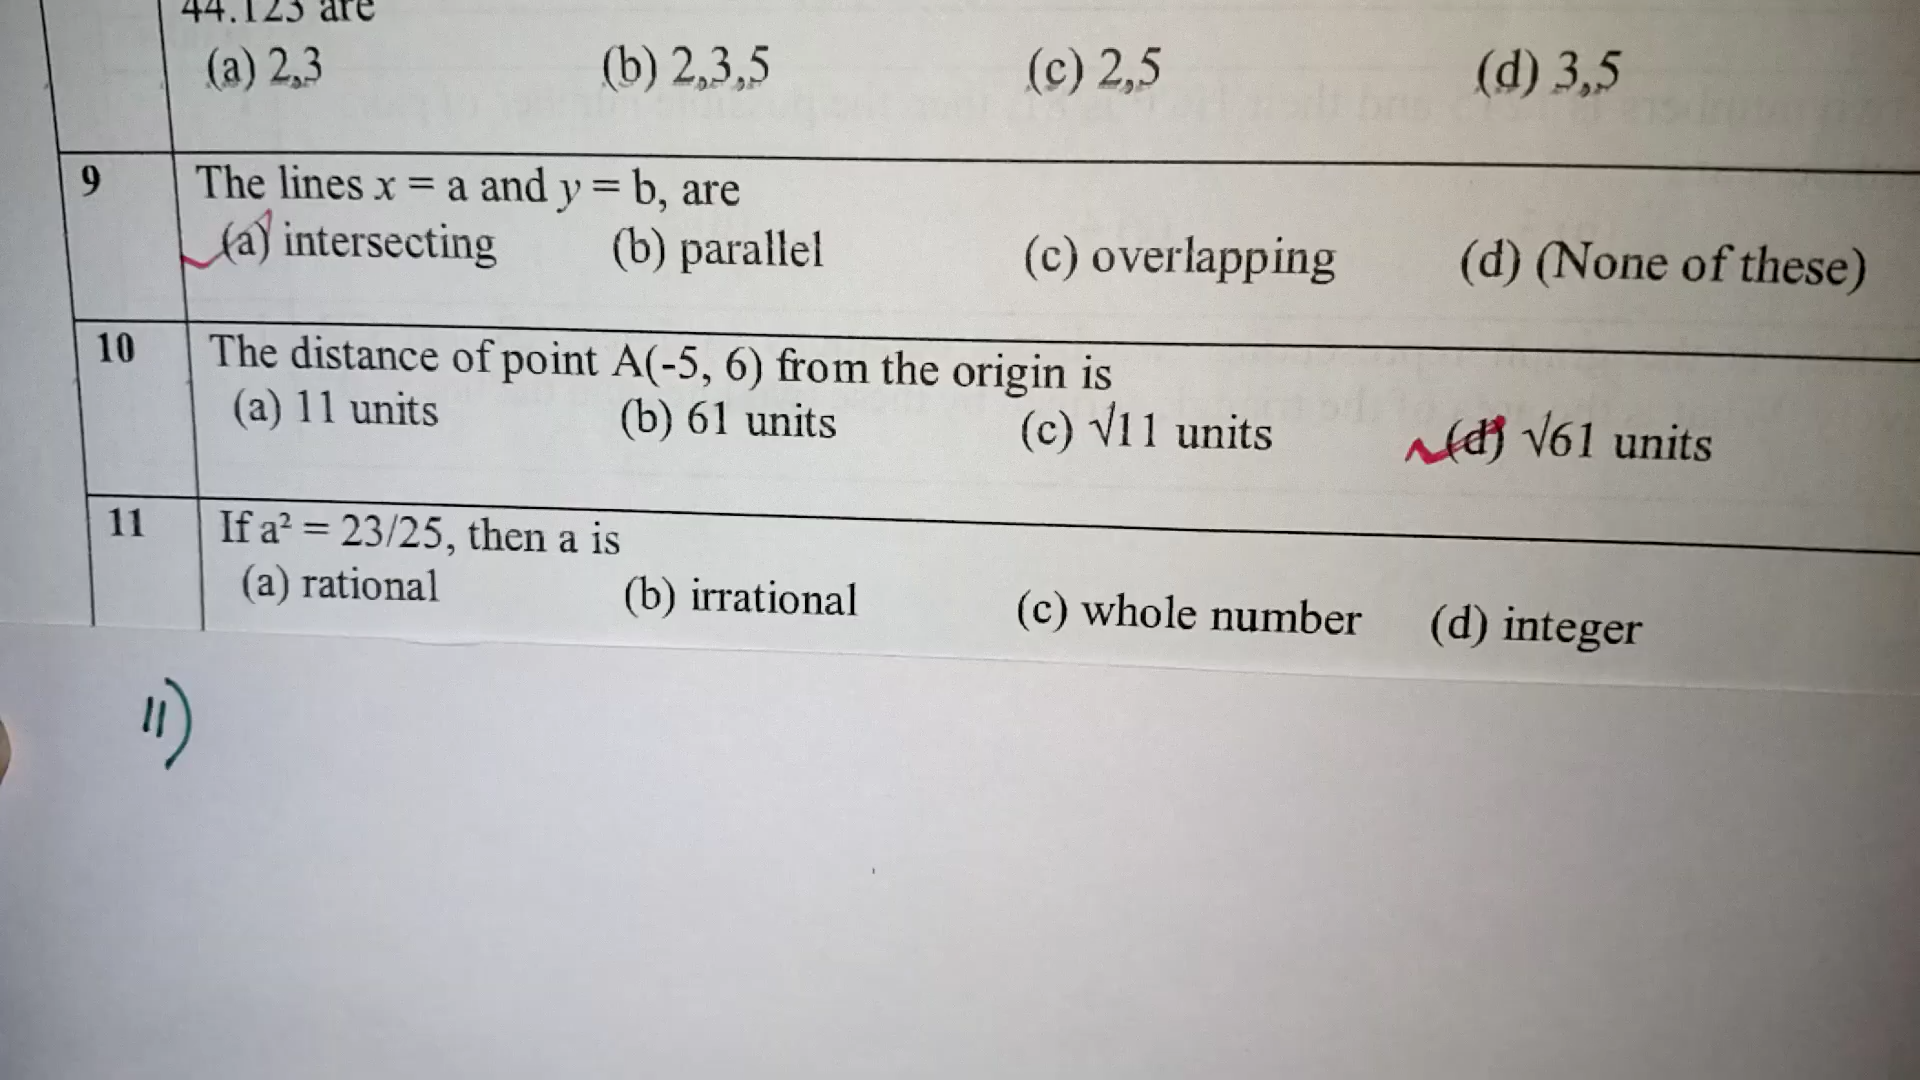 44.123 are
(a) 2,3 (b) 2,3,5 (c) 2,5 (d) 3,5
9 The lines x = a and y = b, are
(a) intersecting (b) parallel (c) overlapping (d) (None of these)
10 The distance of point A(-5, 6) from the origin is
(a) 11 units (b) 61 units (c) √11 units (d) √61 units
11 If a² = 23/25, then a is
(a) rational (b) irrational (c) whole number (d) integer
11)